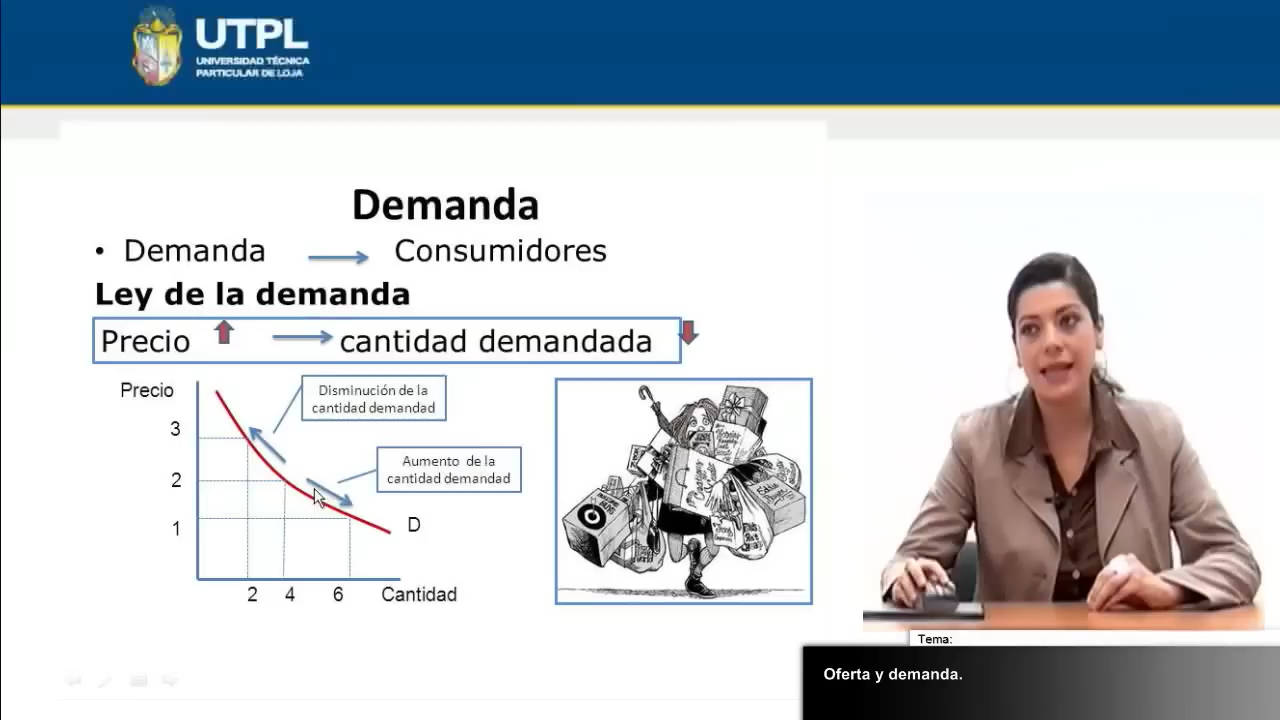 UTPL
UNIVERSIDAD TÉCNICA
PARTICULAR DE LOJA
Demanda
• Demanda Consumidores
Ley de la demanda
Precio cantidad demandada
Precio
3
2
1
Disminución de la
cantidad demandad
Aumento de la
cantidad demandad
D
2 4 6 Cantidad
Tema:
Oferta y demanda.